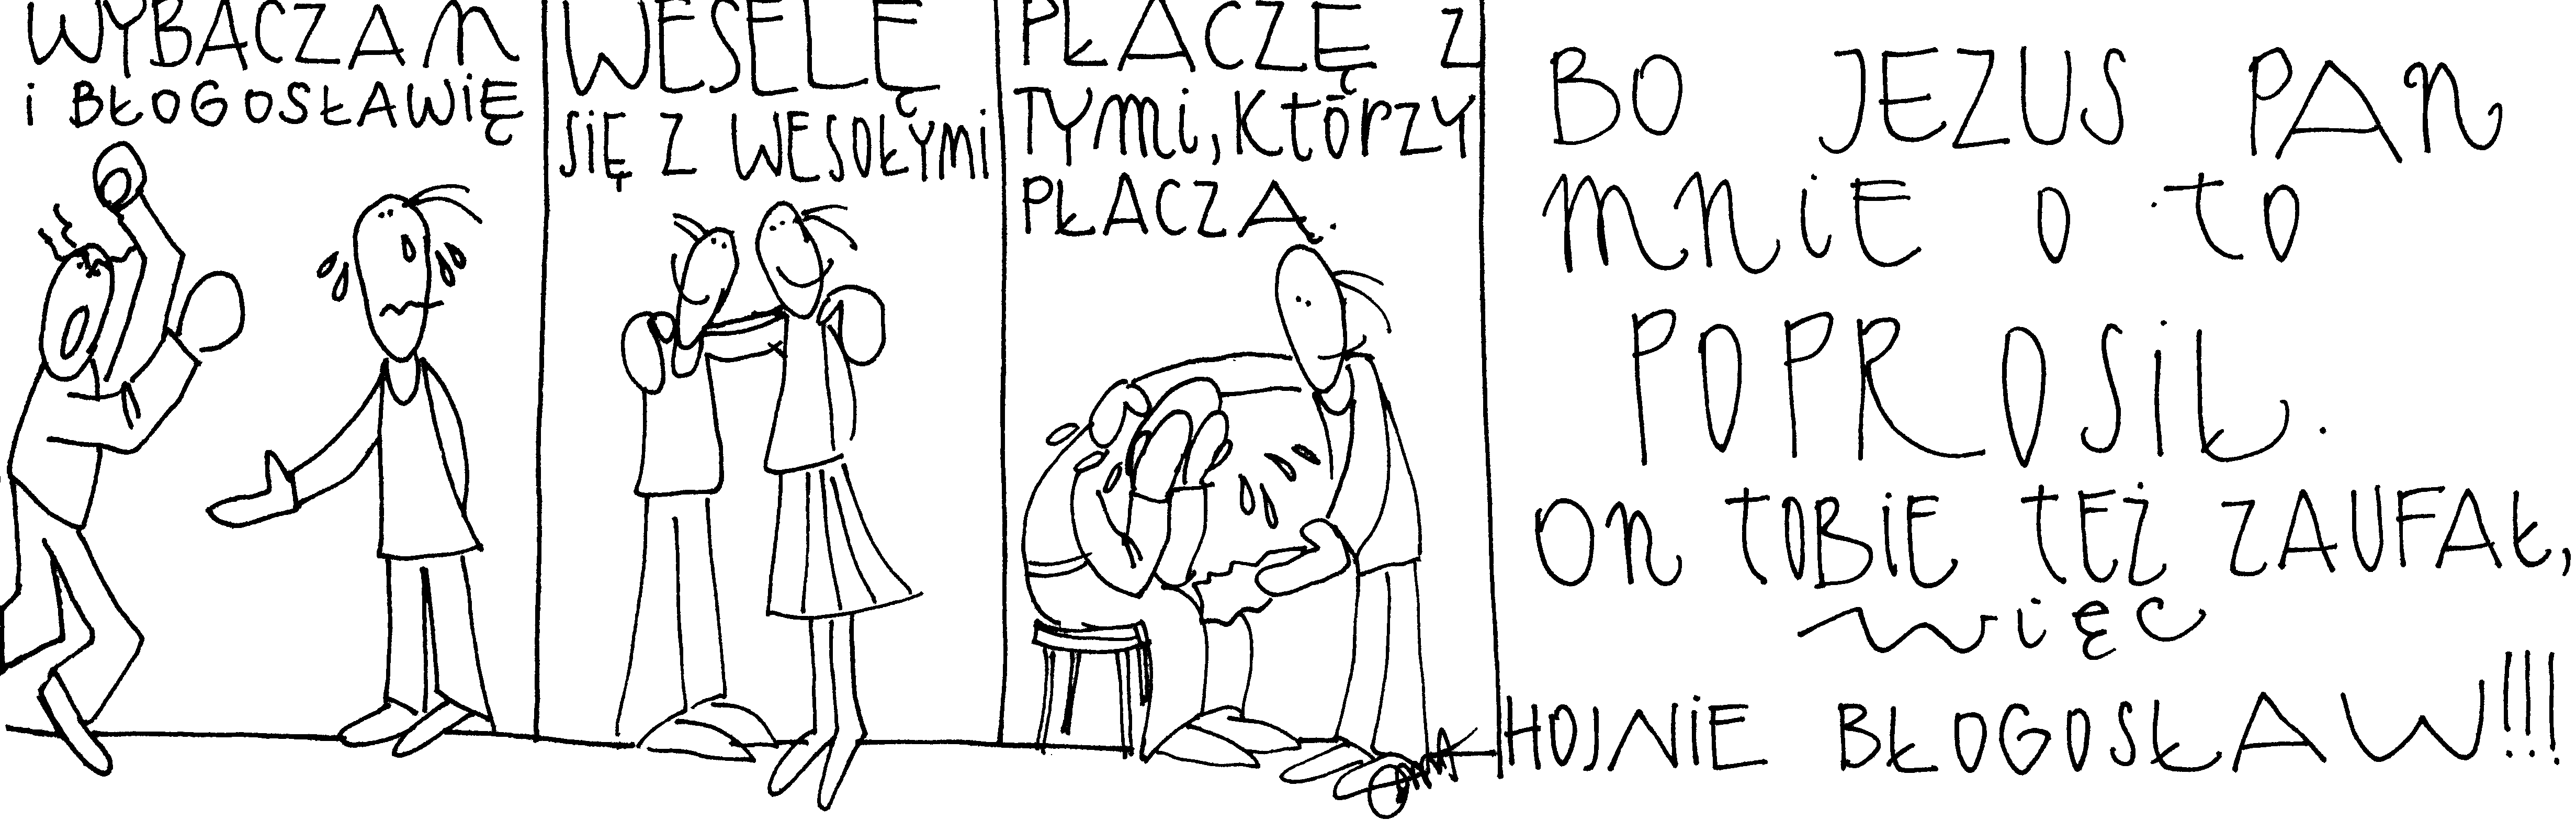 WYBACZAM
i BŁOGOSŁAWiĘ
WESELĘ
SiĘ Z WESOŁYMi
PŁACZĘ Z
TYMi, KtÓRZY
PŁACZĄ.
BO JEZUS PAN
MNiE O tO
POPROSiŁ.
ON TOBiE TEŻ ZAUFAŁ,
WiĘC
HOJNiE BŁOGOSŁAW!!!